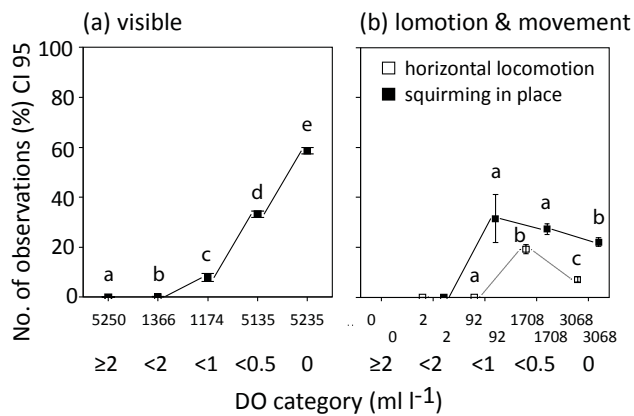 (a) visible
(b) lomotion & movement
No. of observations (%) CI 95
100
80
60
40
20
0
a
b
c
d
e
5250 1366 1174 5135 5235
≥2 <2 <1 <0.5 0
□ horizontal locomotion
■ squirming in place
a
a
b
a
b
c
.. 0 2 92 1708 3068
0 2 92 1708 3068
≥2 <2 <1 <0.5 0
DO category (ml l-1)